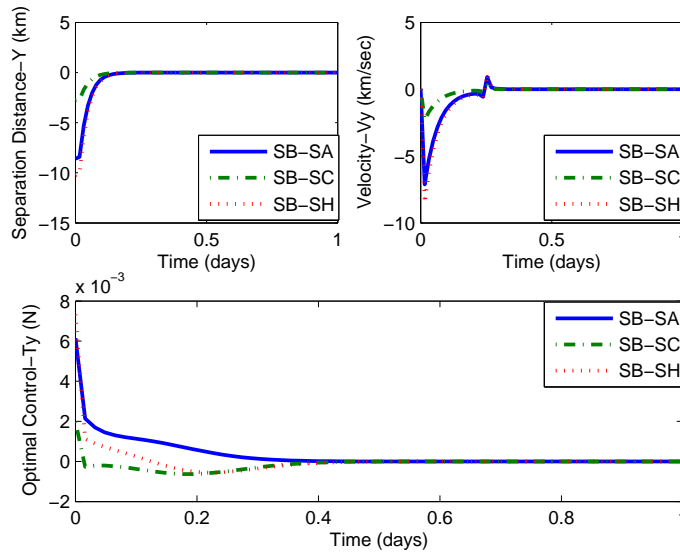 5
0
−5
−10
−15
0
0.5
1
Time (days)
Separation Distance−Y (km)
SB−SA
SB−SC
SB−SH
5
0
−5
−10
0
0.5
1
Time (days)
Velocity−Vy (km/sec)
SB−SA
SB−SC
SB−SH
x 10⁻³
8
6
4
2
0
−2
0
0.2
0.4
0.6
0.8
1
Time (days)
Optimal Control−Ty (N)
SB−SA
SB−SC
SB−SH